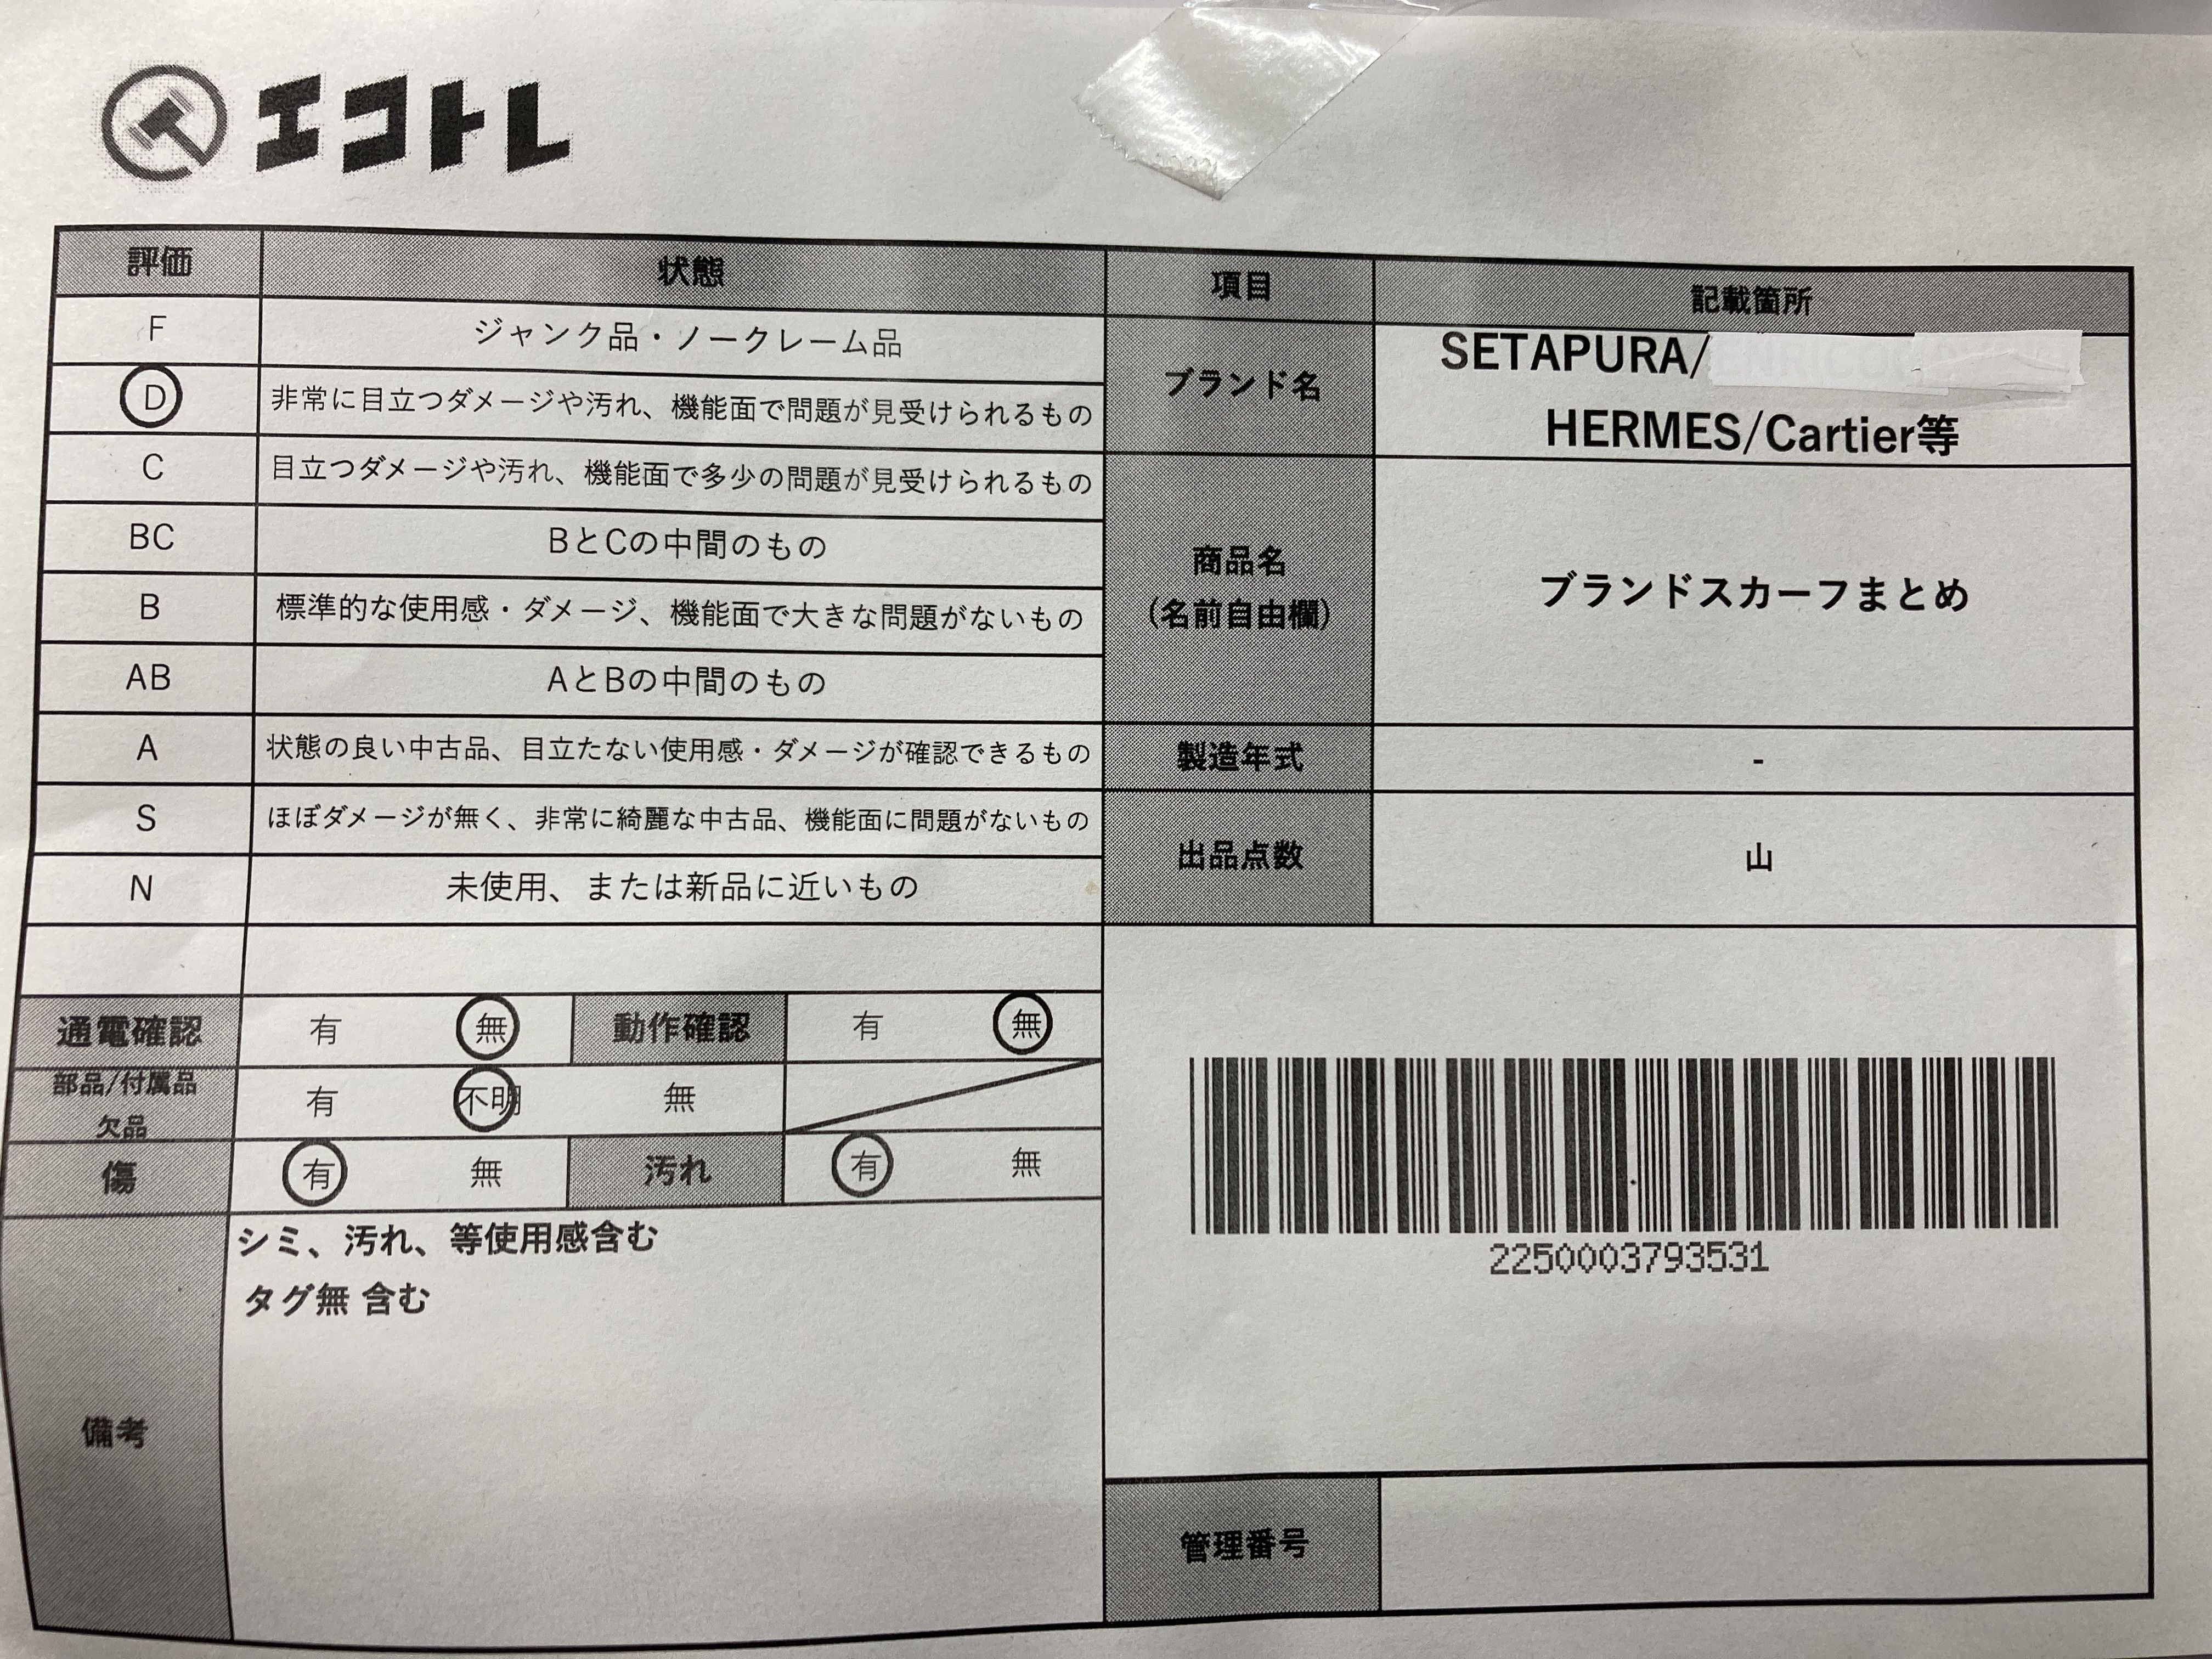 エコトレ
評価 状態 項目 記載箇所
F ジャンク品・ノークレーム品
D 非常に目立つダメージや汚れ、機能面で問題が見受けられるもの
C 目立つダメージや汚れ、機能面で多少の問題が見受けられるもの
BC BとCの中間のもの
B 標準的な使用感・ダメージ、機能面で大きな問題がないもの
AB AとBの中間のもの
A 状態の良い中古品、目立たない使用感・ダメージが確認できるもの
S ほぼダメージが無く、非常に綺麗な中古品、機能面に問題がないもの
N 未使用、または新品に近いもの
ブランド名
SETAPURA/
HERMES/Cartier等
商品名
(名前自由欄)
ブランドスカーフまとめ
製造年式 -
出品点数 山
通電確認 有 無 動作確認 有 無
部品/付属品
欠品
有 不明 無
傷 有 無 汚れ 有 無
備考
シミ、汚れ、等使用感含む
タグ無 含む
2250003793531
管理番号